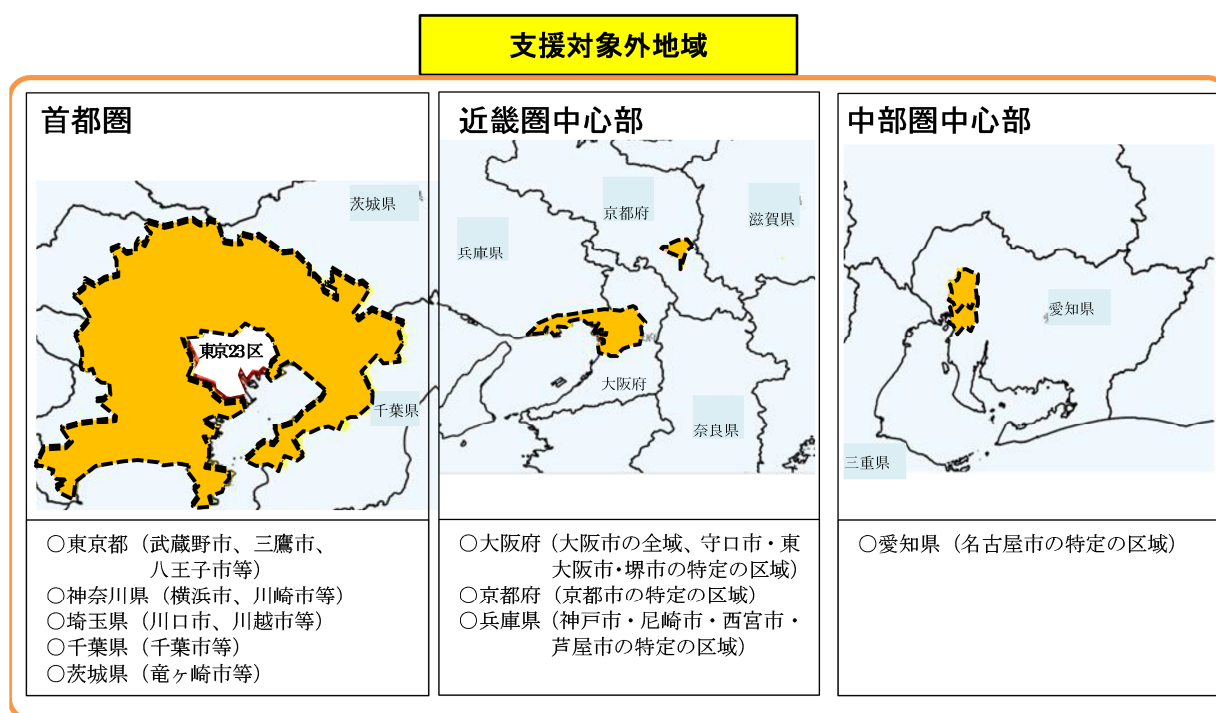 支援対象外地域
首都圏
茨城県
東京23区
千葉県
○東京都（武蔵野市、三鷹市、
八王子市等）
○神奈川県（横浜市、川崎市等）
○埼玉県（川口市、川越市等）
○千葉県（千葉市等）
○茨城県（竜ヶ崎市等）
近畿圏中心部
京都府
滋賀県
兵庫県
大阪府
奈良県
○大阪府（大阪市の全域、守口市・東
大阪市・堺市の特定の区域）
○京都府（京都市の特定の区域）
○兵庫県（神戸市・尼崎市・西宮市・
芦屋市の特定の区域）
中部圏中心部
愛知県
三重県
○愛知県（名古屋市の特定の区域）